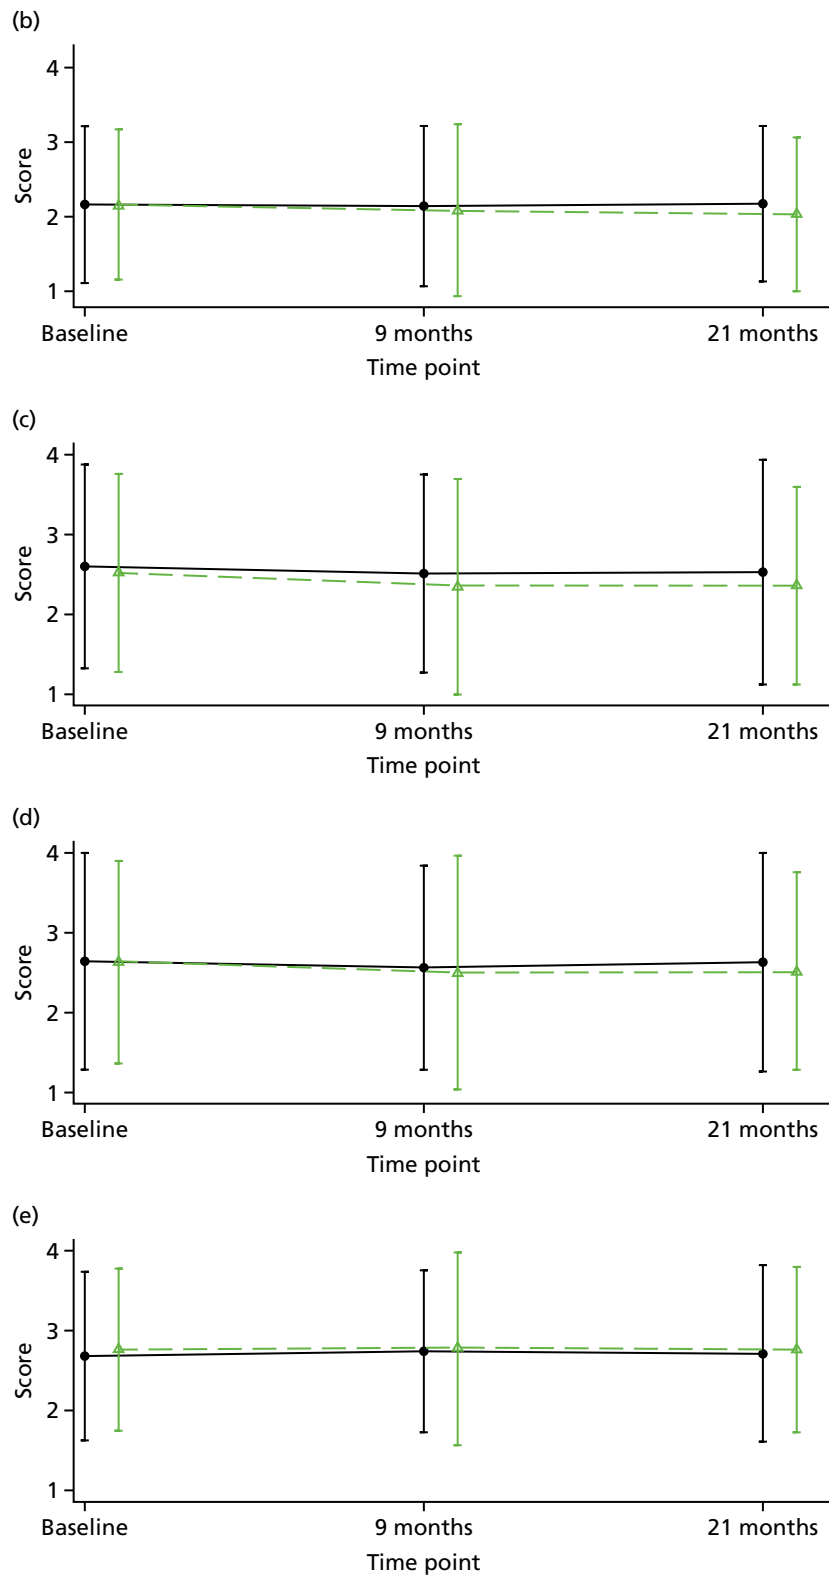 (b)
4
3
2
1
Score
Baseline 9 months 21 months
Time point
(c)
4
3
2
1
Score
Baseline 9 months 21 months
Time point
(d)
4
3
2
1
Score
Baseline 9 months 21 months
Time point
(e)
4
3
2
1
Score
Baseline 9 months 21 months
Time point